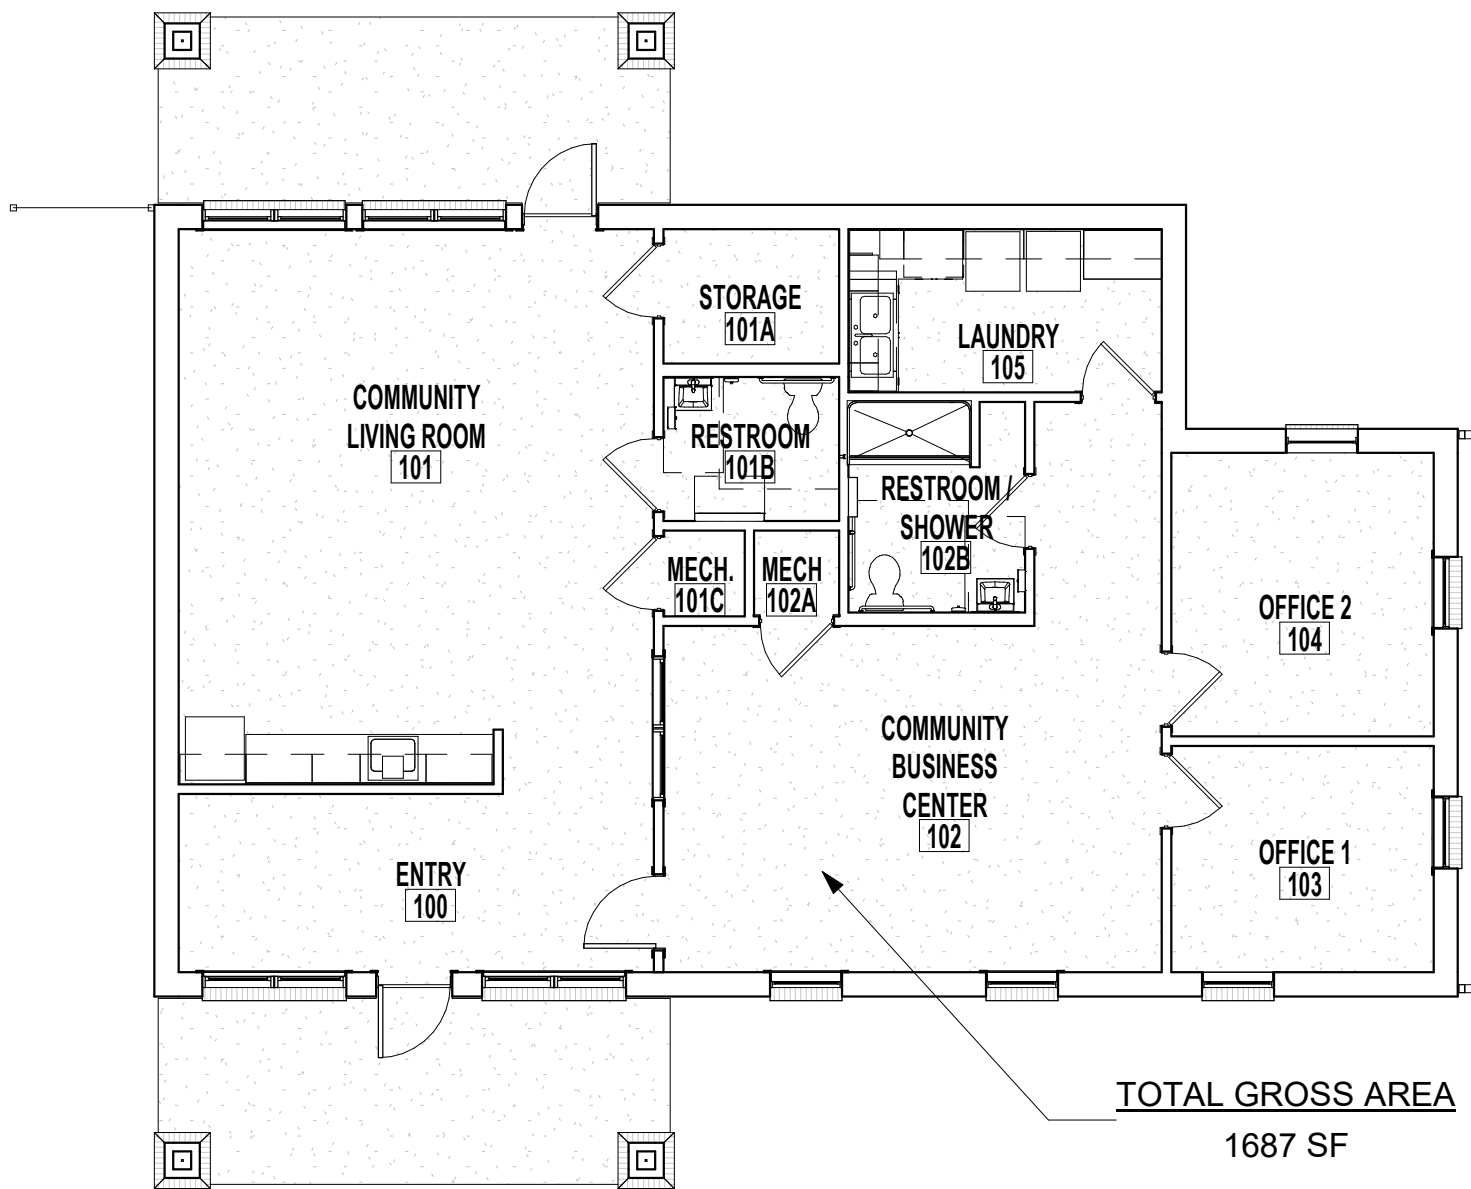 STORAGE
101A
LAUNDRY
105
COMMUNITY
LIVING ROOM
101
RESTROOM
101B
RESTROOM /
SHOWER
102B
MECH.
101C
MECH
102A
OFFICE 2
104
COMMUNITY
BUSINESS
CENTER
102
OFFICE 1
103
ENTRY
100
TOTAL GROSS AREA
1687 SF